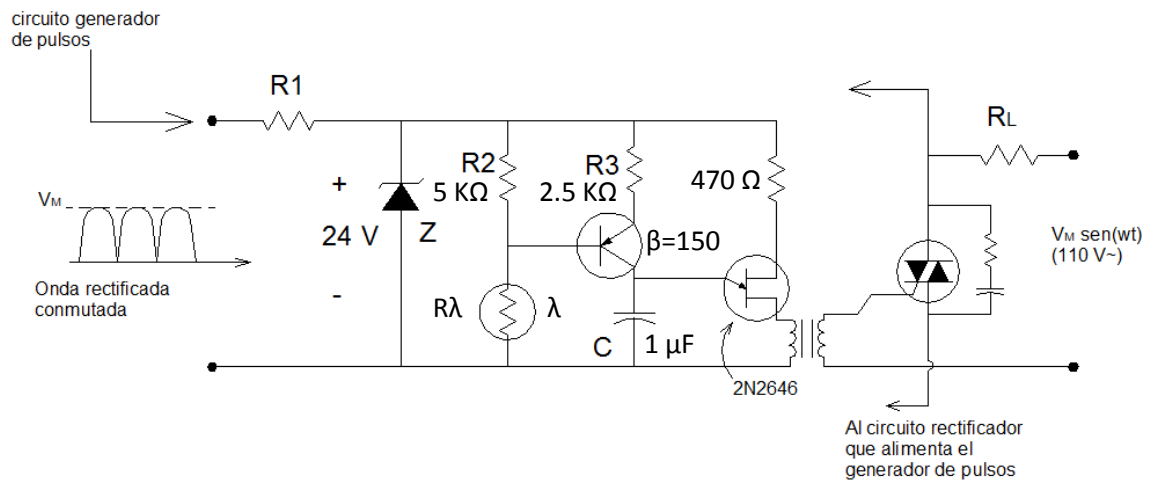 circuito generador
de pulsos
R1
R2
5 KΩ
R3
2.5 KΩ
470 Ω
RL
+
24 V
-
Z
β=150
VM
Onda rectificada
conmutada
Rλ
λ
C
1 µF
2N2646
VM sen(wt)
(110 V~)
Al circuito rectificador
que alimenta el
generador de pulsos